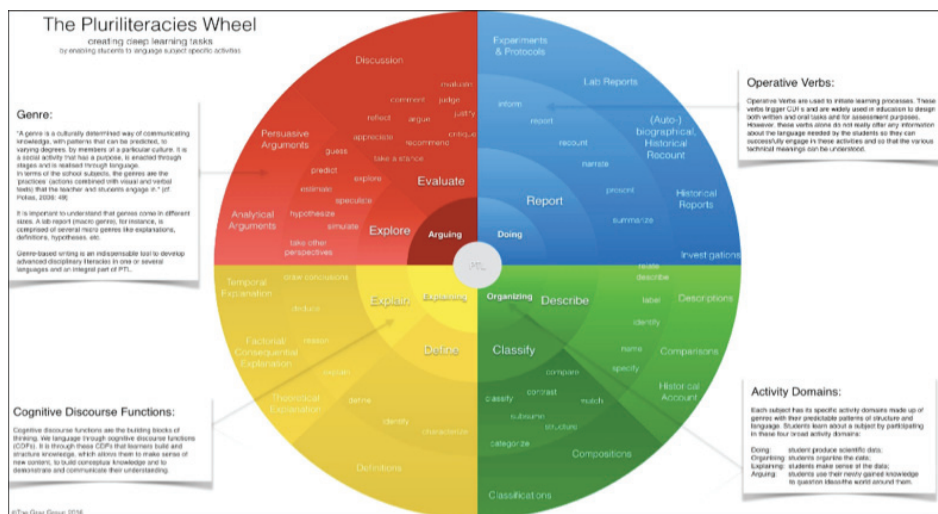 The Pluriliteracies Wheel
creating deep learning tasks
by enabling students to language subject specific activities
Genre:
"A genre is a culturally determined way of communicating
knowledge, with patterns that can be predicted, to
varying degrees, by members of a particular culture. It is
a social activity that has a purpose, is enacted through
stages and is realised through language.
In terms of the school subjects, the genres are the
'practices' (actions combined with visual and verbal
texts) that the teacher and students engage in."
It is important to understand that genres come in different
sizes. A lab report (macro genre), for instance, is
comprised of several micro genres like explanations,
definitions, hypotheses, etc.
Genre-based writing is an indispensable tool to develop
advanced disciplinary literacies in one or several
languages and an integral part of PTL.
Cognitive Discourse Functions:
Cognitive discourse functions are the building blocks of
thinking. We language through cognitive discourse functions
(CDFs). It is through these CDFs that learners build and
structure knowledge, which allows them to make sense of
new content, to build conceptual knowledge and to
demonstrate and communicate their understanding.
Discussion
evaluate
comment
judge
justify
reflect
argue
critique
appreciate
recommend
Persuasive
Arguments
guess
take a stance
predict
explore
Evaluate
estimate
speculate
Analytical
Arguments
hypothesize
simulate
Explore
Arguing
take other
perspectives
Experiments
& Protocols
Lab Reports
inform
report
(Auto-)
biographical,
Historical
Recount
recount
narrate
present
Historical
Reports
Report
summarize
Doing
Investigations
PTL
Temporal
Explanation
order conclusions
Explain
Explaining
deduce
Factorial/
Consequential
Explanation
reason
Define
explain
Theoretical
Explanation
define
identify
characterize
Definitions
Organizing
Describe
describe
label
Descriptions
identify
Classify
name
Comparisons
specify
compare
Historical
Account
classify
contrast
match
subsume
structure
categorize
Compositions
Classifications
Operative Verbs:
Operative Verbs are used to initiate learning processes. These
verbs trigger CDFs and are widely used in education to design
both written and oral tasks and for assessment purposes.
However, these verbs alone do not really offer any information
about the language needed by the students so they can
successfully engage in these activities and so that the various
technical meanings can be understood.
Activity Domains:
Each subject has its specific activity domains made up of
genres with their predictable patterns of structure and
language. Students learn about a subject by participating
in these four broad activity domains:
Doing: student produce scientific data;
Organising: students organize the data;
Explaining: students make sense of the data;
Arguing: students use their newly gained knowledge
to question ideas/the world around them.